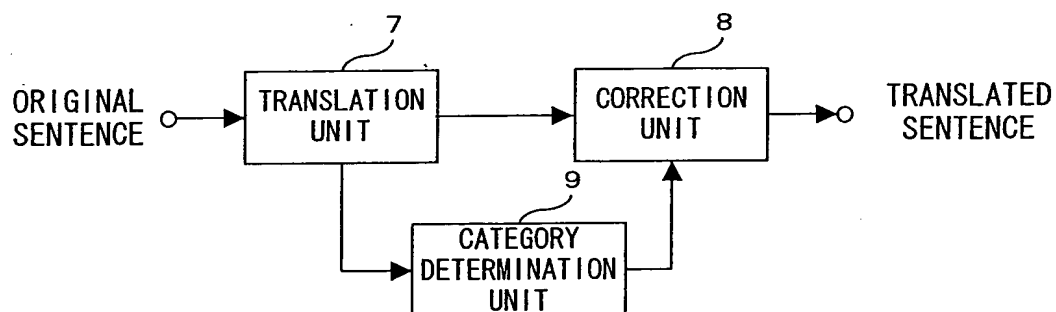 7
8
ORIGINAL
SENTENCE
TRANSLATION
UNIT
CORRECTION
UNIT
TRANSLATED
SENTENCE
9
CATEGORY
DETERMINATION
UNIT